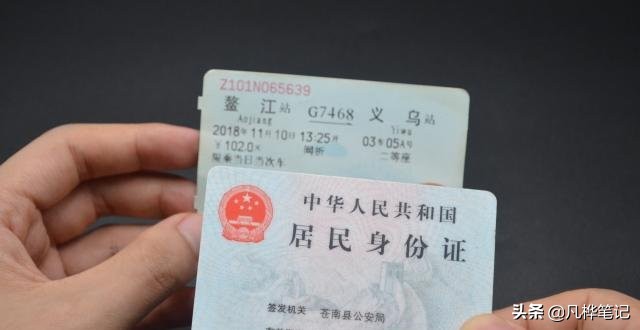 Z101N065639
鳌江站 G7468 义乌站
Aojiang Yiwu
2018年11月10日13:25开 03车05A号
￥102.0元 网折 二等座
限乘当日当次车
中华人民共和国
居民身份证
签发机关 苍南县公安局
头条 @凡桦笔记